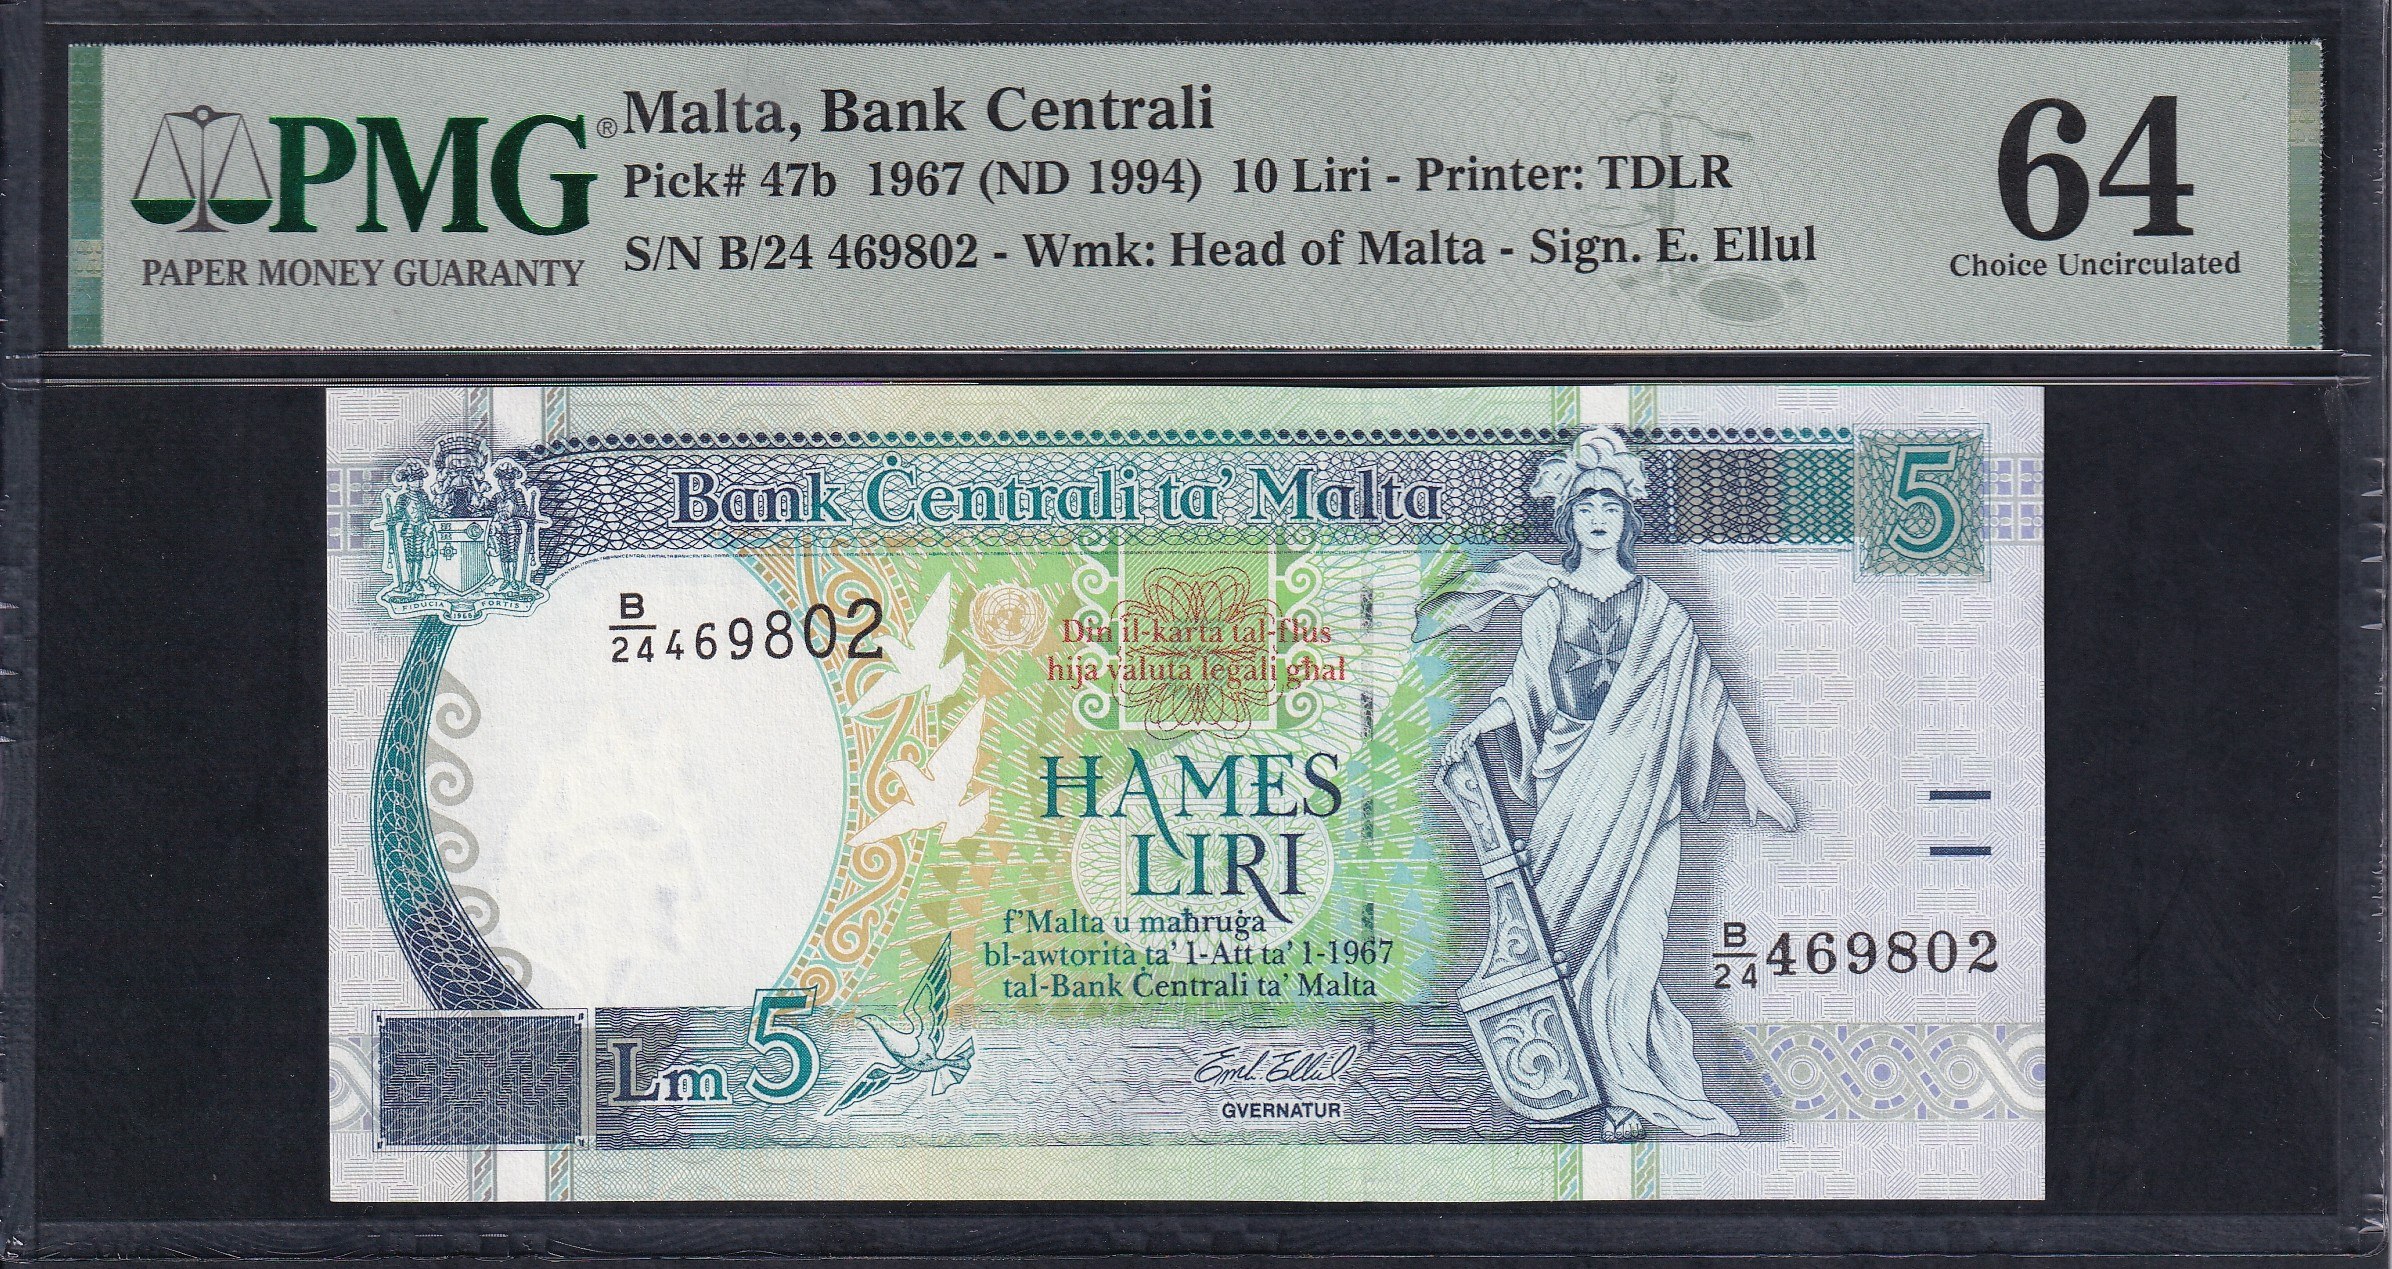 PMG®
PAPER MONEY GUARANTY
Malta, Bank Centrali
Pick# 47b 1967 (ND 1994) 10 Liri - Printer: TDLR
S/N B/24 469802 - Wmk: Head of Malta - Sign. E. Ellul
64
Choice Uncirculated
Bank Ċentrali ta' Malta
5
FIDUCIA FORTIS
B/24 469802
Din il-karta tal-flus
hija valuta legali għal
HAMES
LIRI
f'Malta u maħruġa
bl-awtorità ta' l-Att ta' l-1967
tal-Bank Ċentrali ta' Malta
B/24 469802
Lm 5
Em. Ellul
GVERNATUR